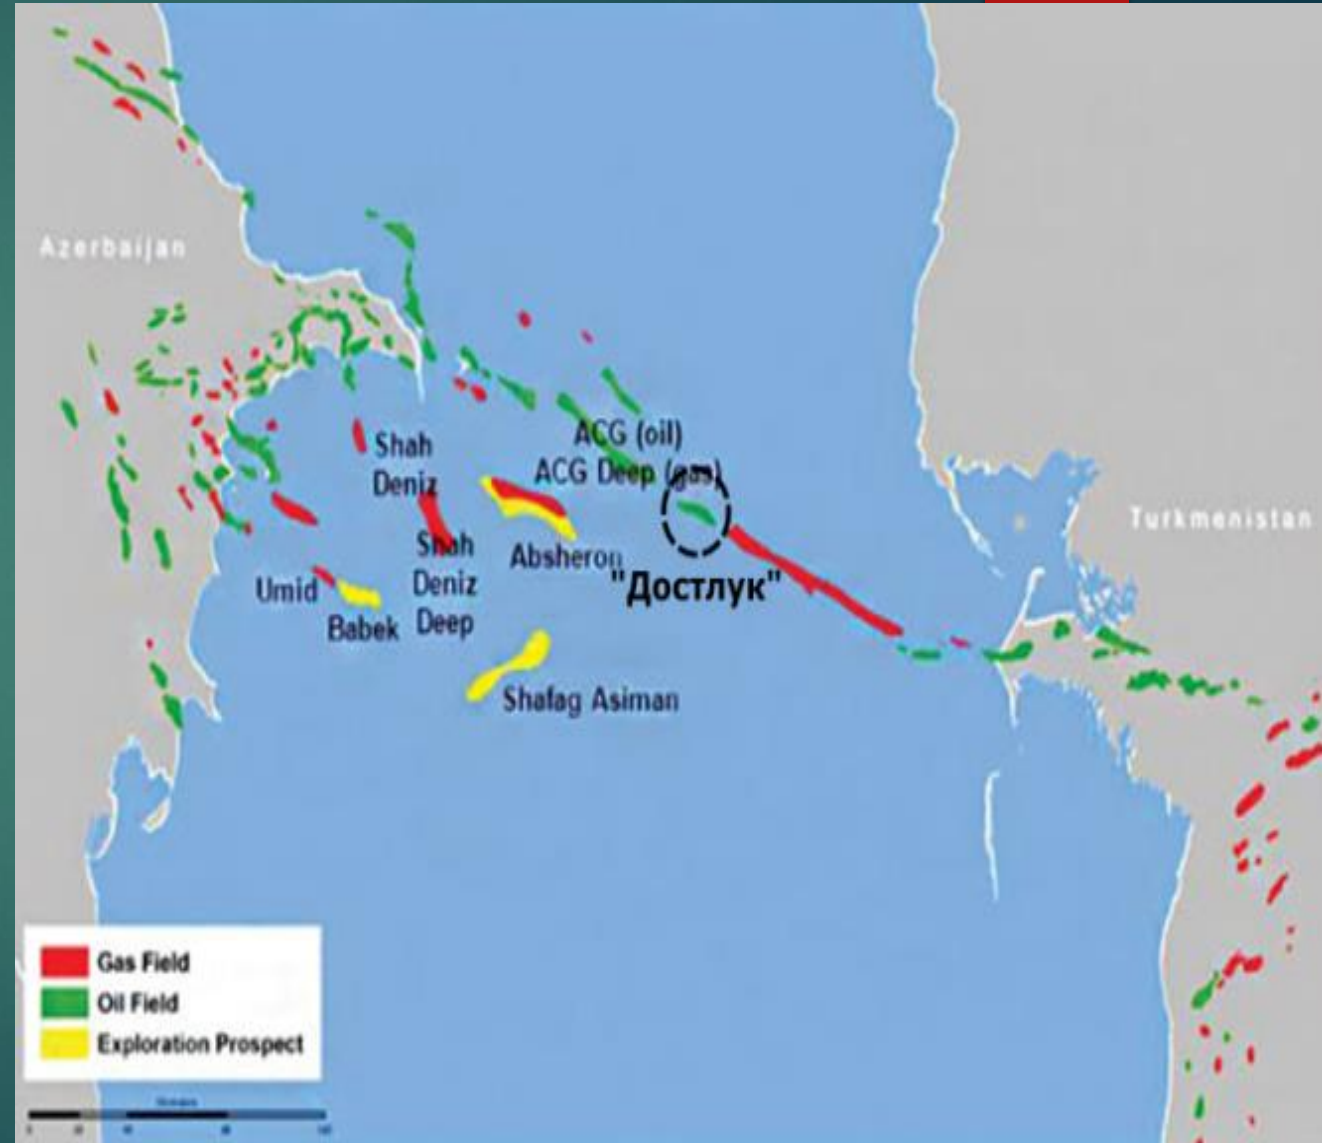 Azerbaijan
ACG (oil)
Shah
Deniz
ACG Deep (gas)
Turkmenistan
Shah
Deniz
Deep
Absheron
"Достлук"
Umid
Babek
Shafag Asiman
Gas Field
Oil Field
Exploration Prospect